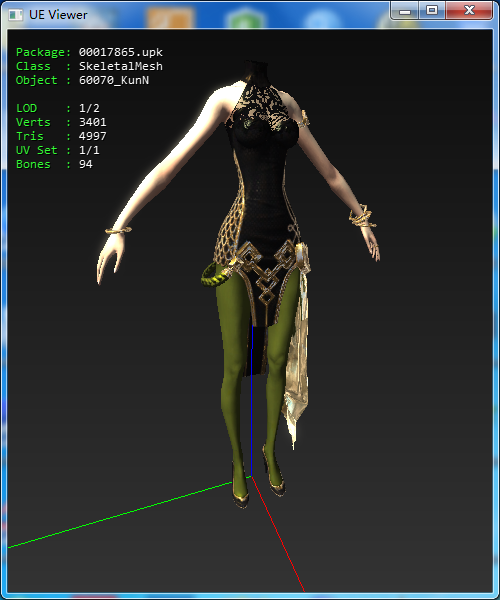 UE Viewer
Package: 00017865.upk
Class : SkeletalMesh
Object : 60070_KunN
LOD : 1/2
Verts : 3401
Tris : 4997
UV Set : 1/1
Bones : 94